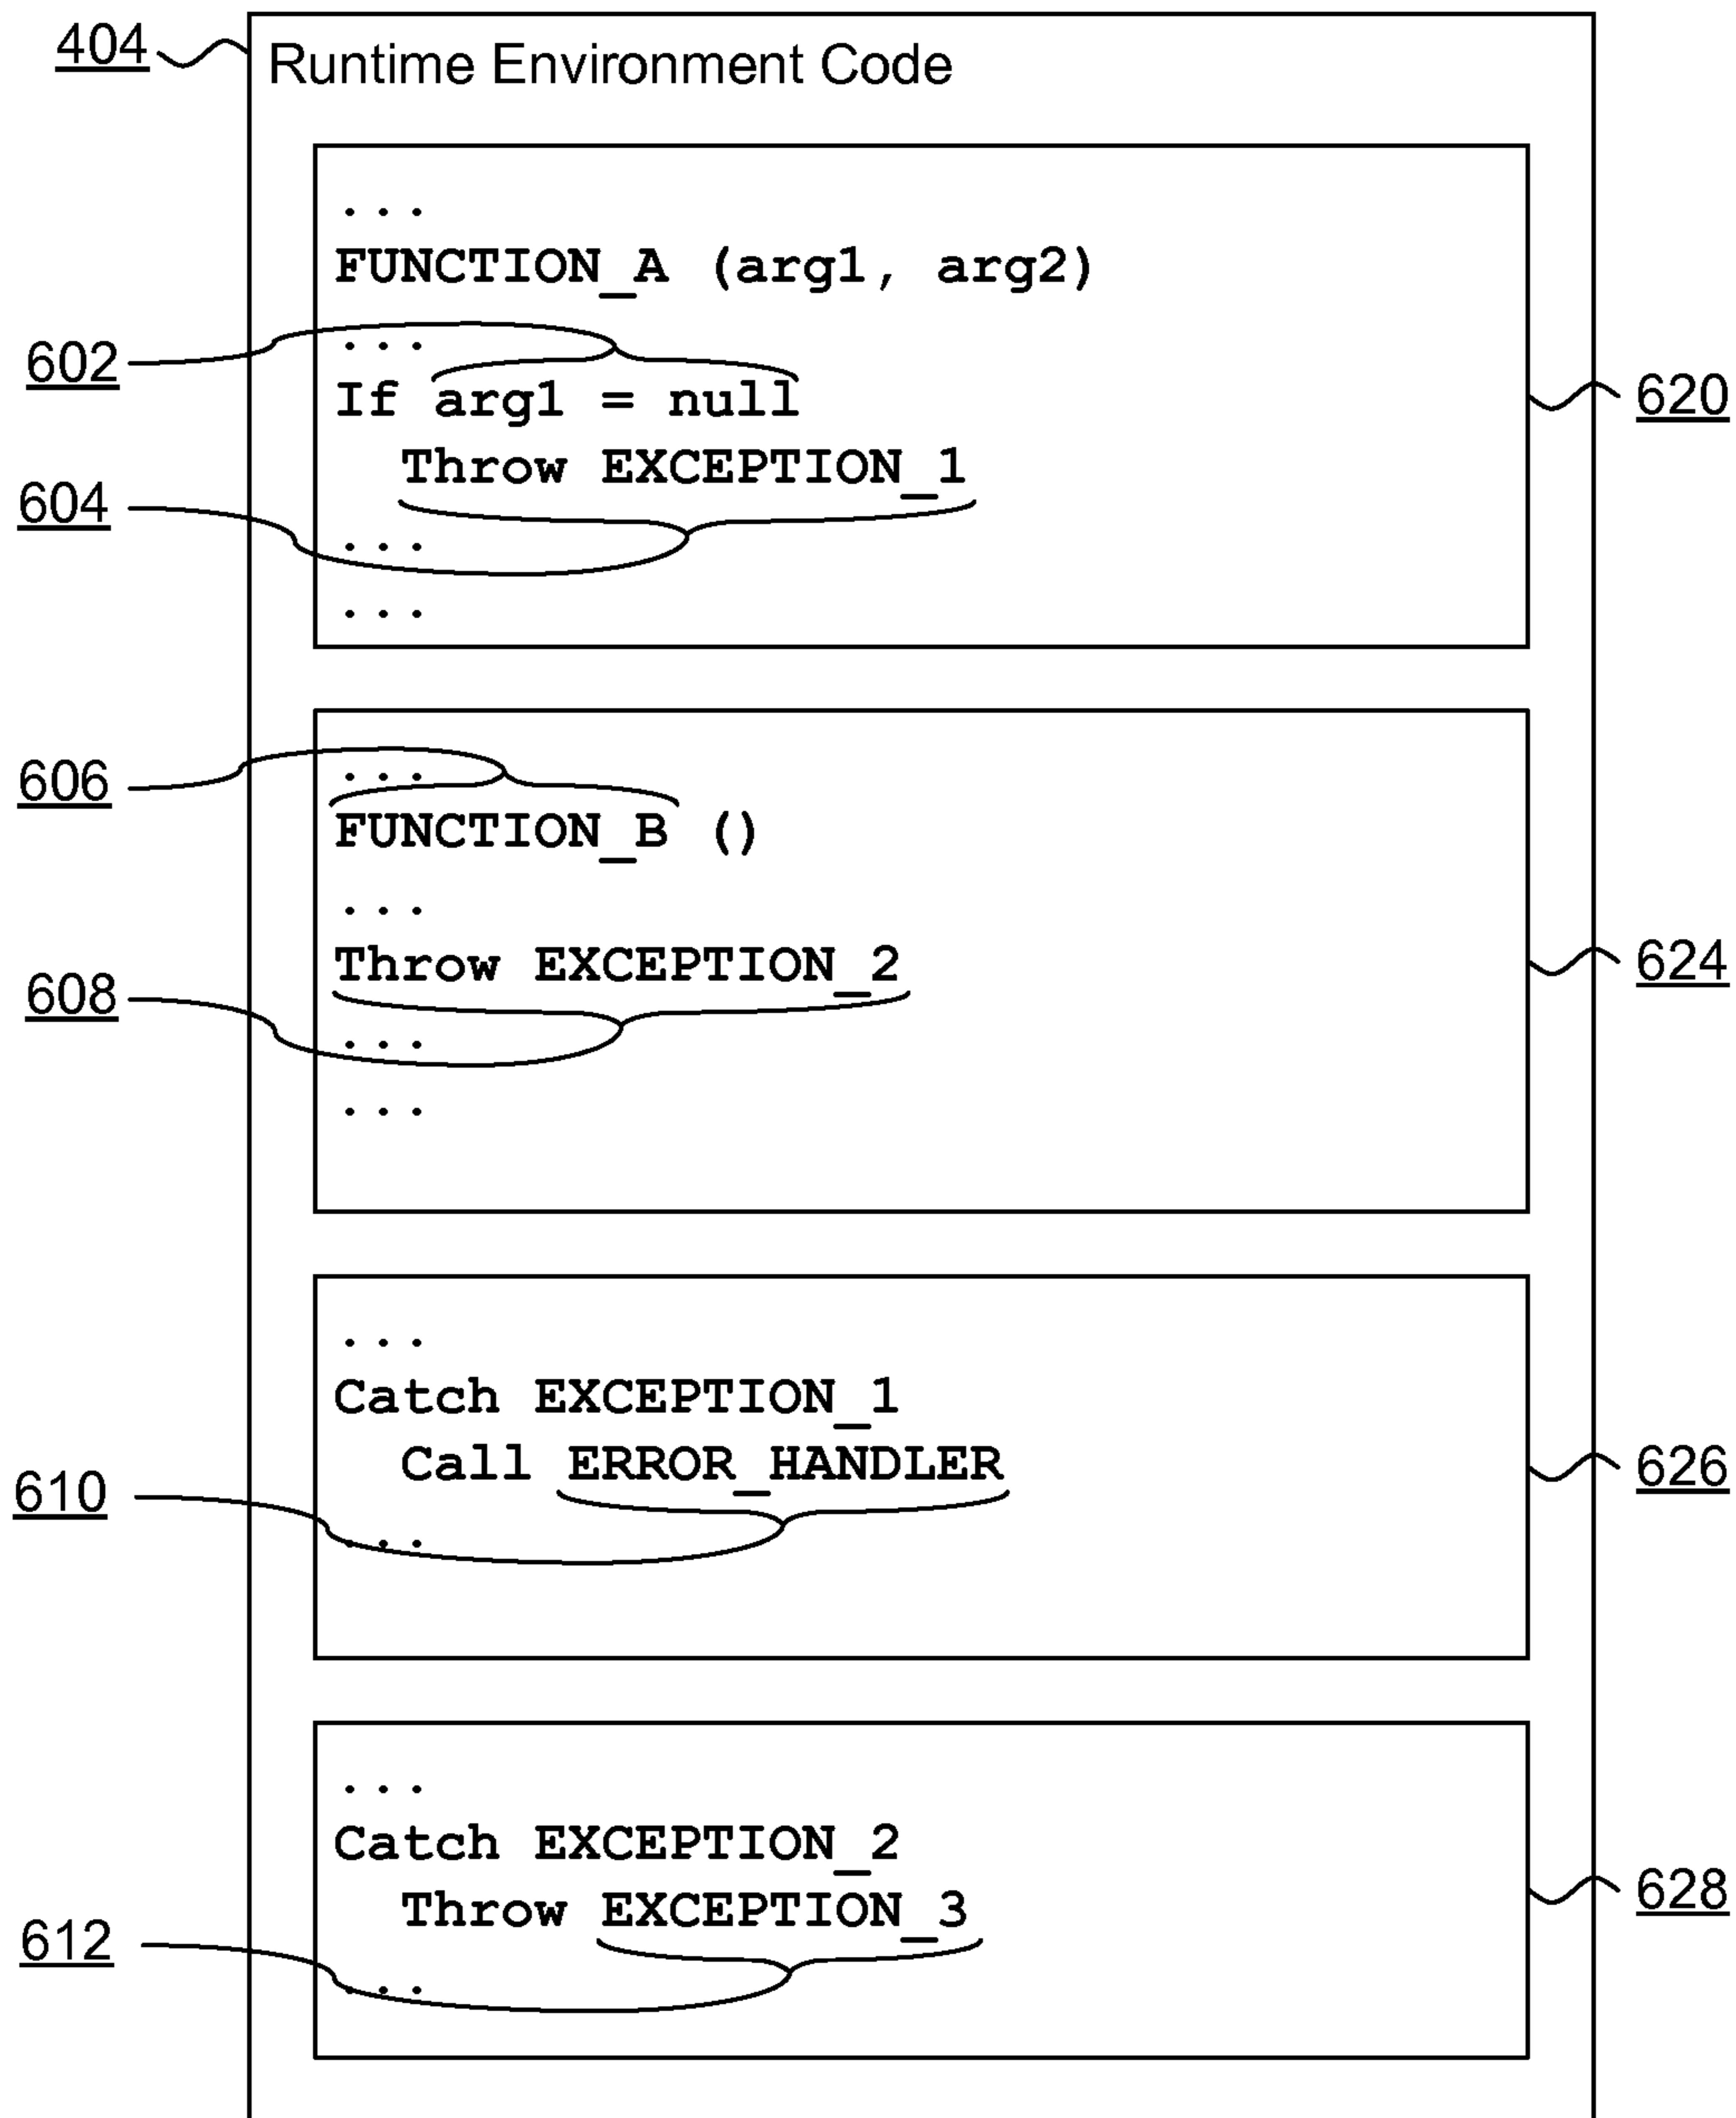 404
Runtime Environment Code
...
FUNCTION_A (arg1, arg2)
602
...
If arg1 = null
620
Throw EXCEPTION_1
604
...
...
606
...
FUNCTION_B ()
...
Throw EXCEPTION_2
624
608
...
...
...
Catch EXCEPTION_1
Call ERROR_HANDLER
626
610
...
...
Catch EXCEPTION_2
Throw EXCEPTION_3
628
612
...